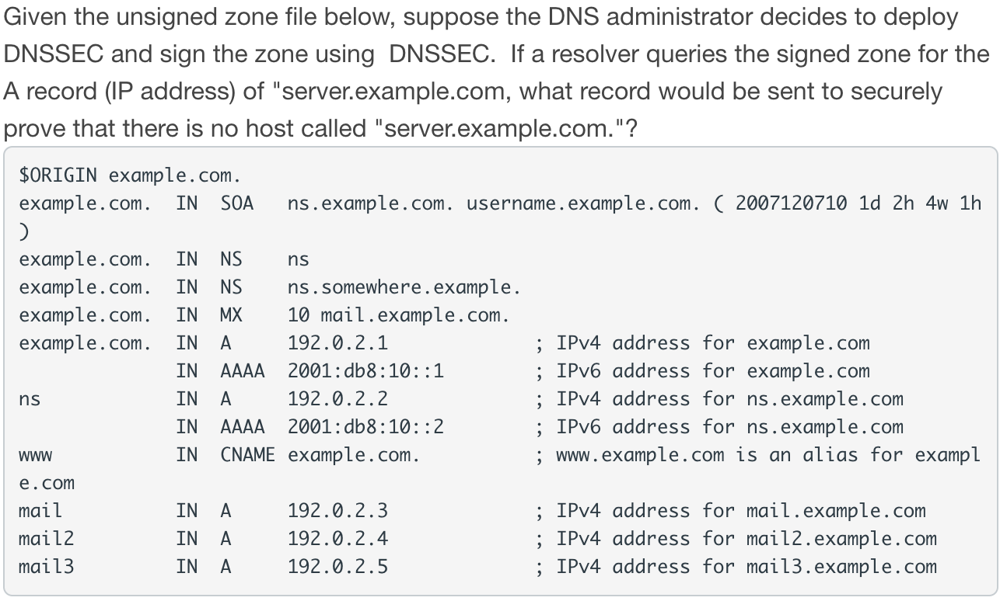 Given the unsigned zone file below, suppose the DNS administrator decides to deploy
DNSSEC and sign the zone using  DNSSEC.  If a resolver queries the signed zone for the
A record (IP address) of "server.example.com, what record would be sent to securely
prove that there is no host called "server.example.com."?
$ORIGIN example.com.
example.com.  IN  SOA   ns.example.com. username.example.com. ( 2007120710 1d 2h 4w 1h
)
example.com.  IN  NS    ns
example.com.  IN  NS    ns.somewhere.example.
example.com.  IN  MX    10 mail.example.com.
example.com.  IN  A     192.0.2.1             ; IPv4 address for example.com
              IN  AAAA  2001:db8:10::1        ; IPv6 address for example.com
ns            IN  A     192.0.2.2             ; IPv4 address for ns.example.com
              IN  AAAA  2001:db8:10::2        ; IPv6 address for ns.example.com
www           IN  CNAME example.com.          ; www.example.com is an alias for exampl
e.com
mail          IN  A     192.0.2.3             ; IPv4 address for mail.example.com
mail2         IN  A     192.0.2.4             ; IPv4 address for mail2.example.com
mail3         IN  A     192.0.2.5             ; IPv4 address for mail3.example.com